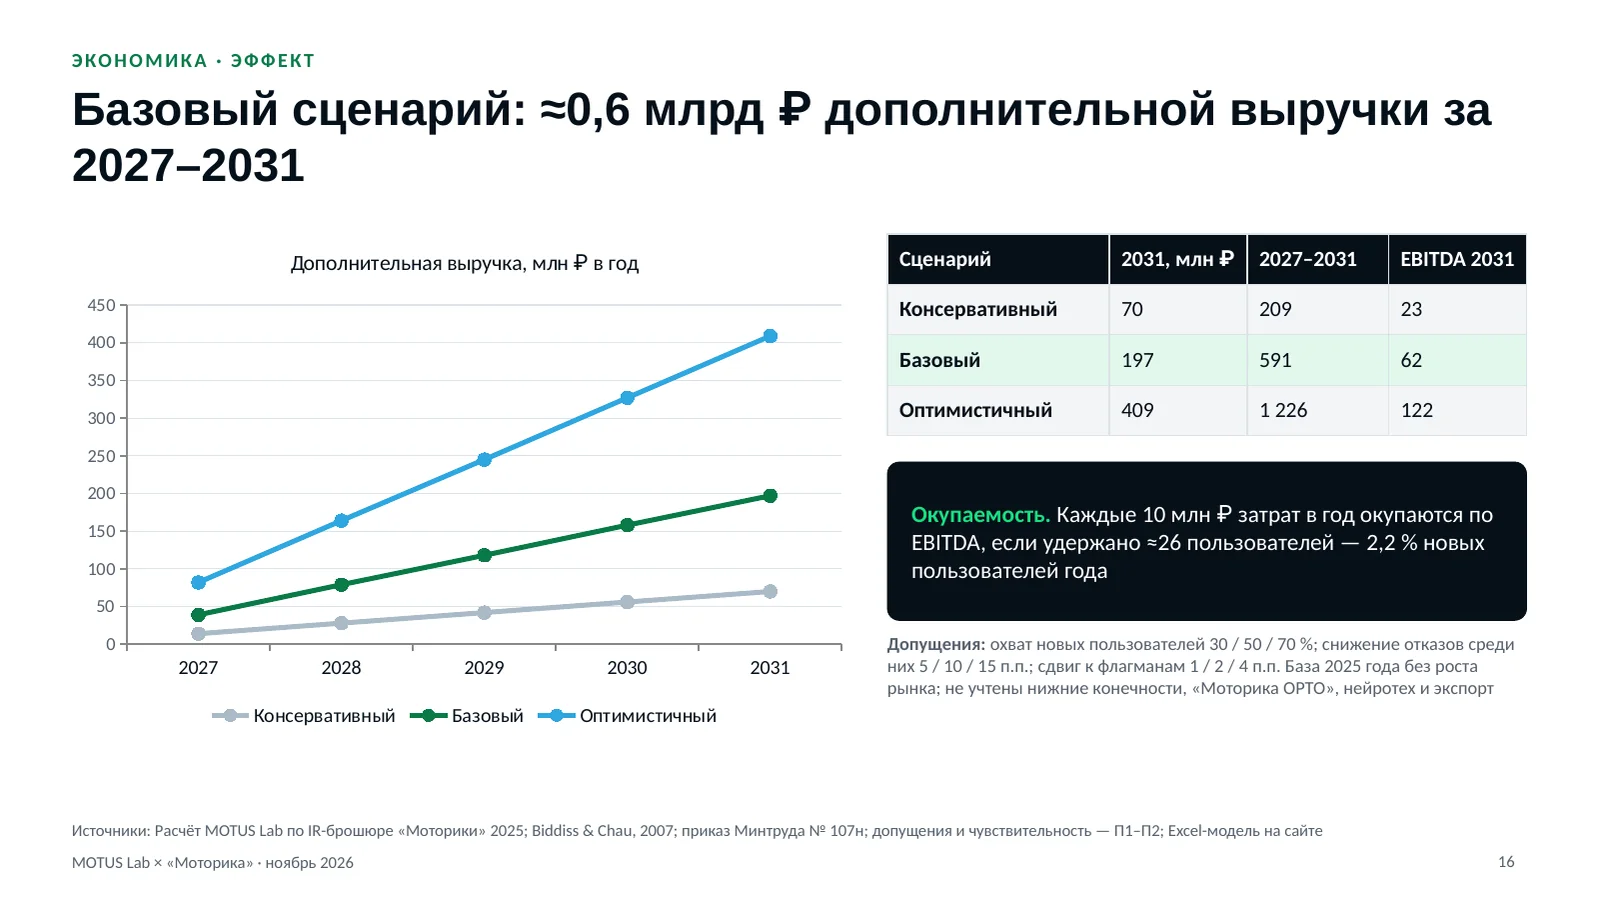 ЭКОНОМИКА · ЭФФЕКТ
Базовый сценарий: ≈0,6 млрд ₽ дополнительной выручки за
2027–2031
Дополнительная выручка, млн ₽ в год
450
400
350
300
250
200
150
100
50
0
2027 2028 2029 2030 2031
Консервативный Базовый Оптимистичный
Сценарий 2031, млн ₽ 2027–2031 EBITDA 2031
Консервативный 70 209 23
Базовый 197 591 62
Оптимистичный 409 1 226 122
Окупаемость. Каждые 10 млн ₽ затрат в год окупаются по
EBITDA, если удержано ≈26 пользователей — 2,2 % новых
пользователей года
Допущения: охват новых пользователей 30 / 50 / 70 %; снижение отказов среди
них 5 / 10 / 15 п.п.; сдвиг к флагманам 1 / 2 / 4 п.п. База 2025 года без роста
рынка; не учтены нижние конечности, «Моторика ОРТО», нейротех и экспорт
Источники: Расчёт MOTUS Lab по IR-брошюре «Моторики» 2025; Biddiss & Chau, 2007; приказ Минтруда № 107н; допущения и чувствительность — П1–П2; Excel-модель на сайте
MOTUS Lab × «Моторика» · ноябрь 2026
16